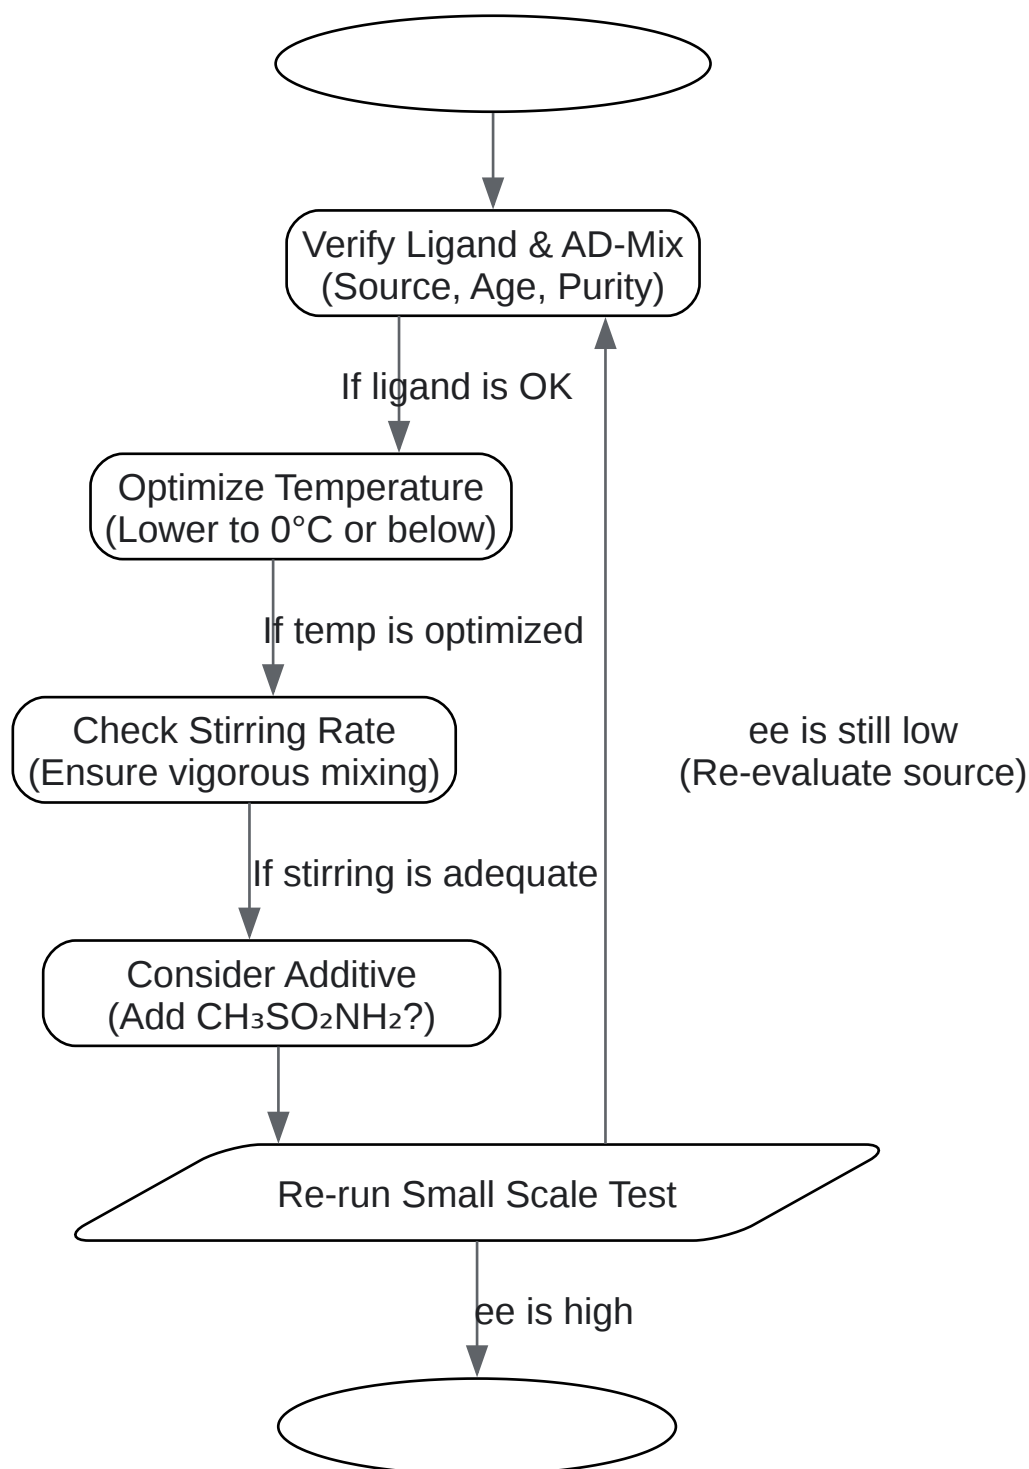 Verify Ligand & AD-Mix
(Source, Age, Purity)
If ligand is OK
Optimize Temperature
(Lower to 0°C or below)
If temp is optimized
Check Stirring Rate
(Ensure vigorous mixing)
ee is still low
(Re-evaluate source)
If stirring is adequate
Consider Additive
(Add CH₃SO₂NH₂?)
Re-run Small Scale Test
ee is high